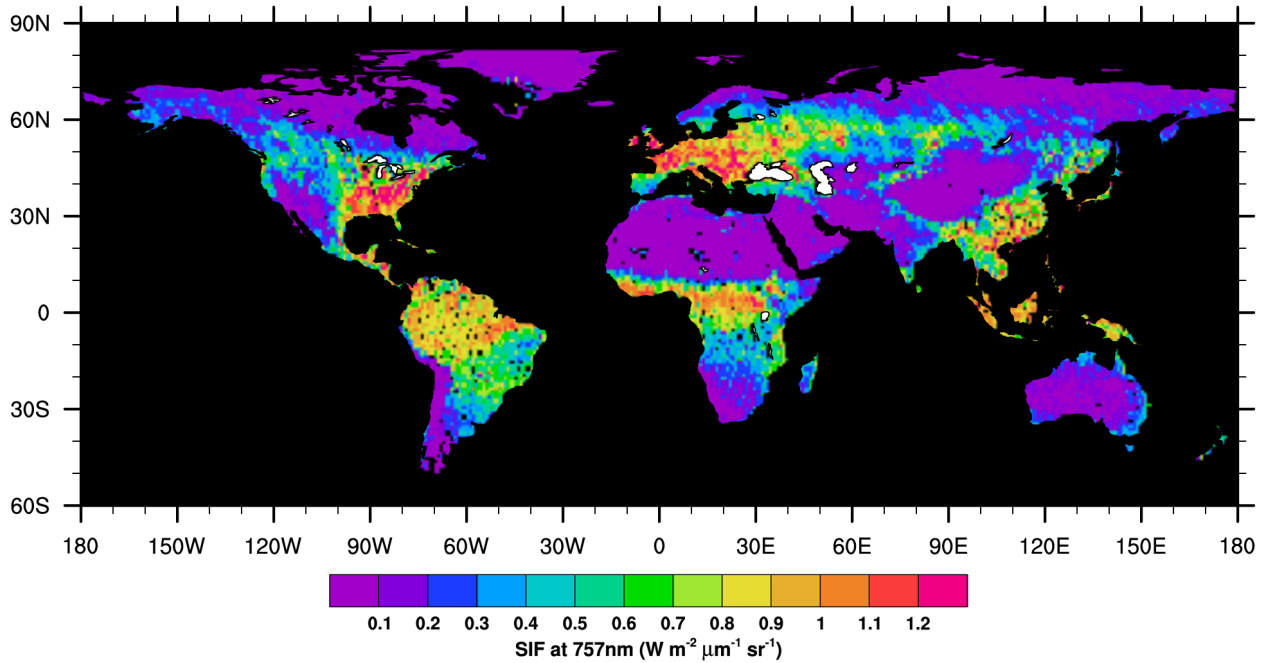 90N
60N
30N
0
30S
60S
180 150W 120W 90W 60W 30W 0 30E 60E 90E 120E 150E 180
0.1 0.2 0.3 0.4 0.5 0.6 0.7 0.8 0.9 1 1.1 1.2
SIF at 757nm (W m⁻² μm⁻¹ sr⁻¹)